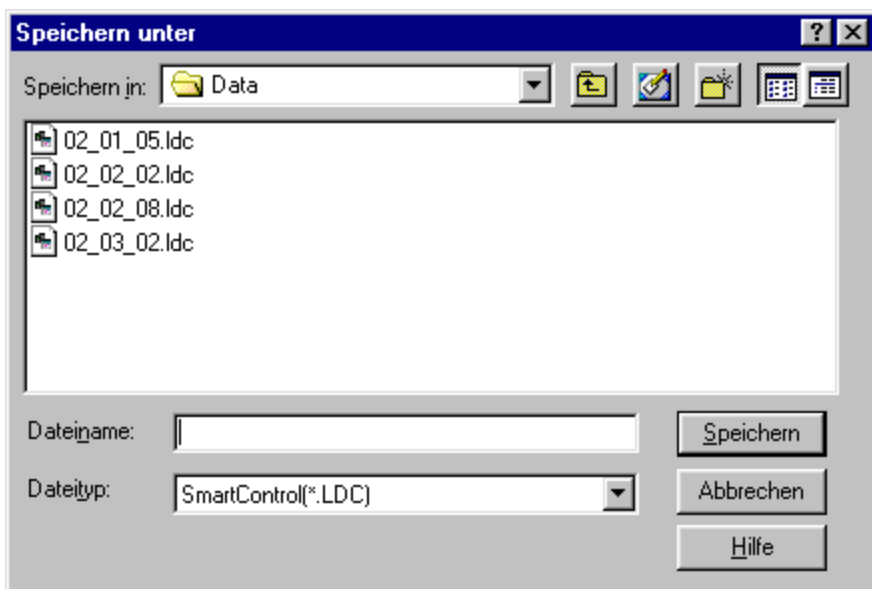 Speichern unter
Speichern in: Data
02_01_05.ldc
02_02_02.ldc
02_02_08.ldc
02_03_02.ldc
Dateiname:
Speichern
Dateityp: SmartControl(*.LDC)
Abbrechen
Hilfe